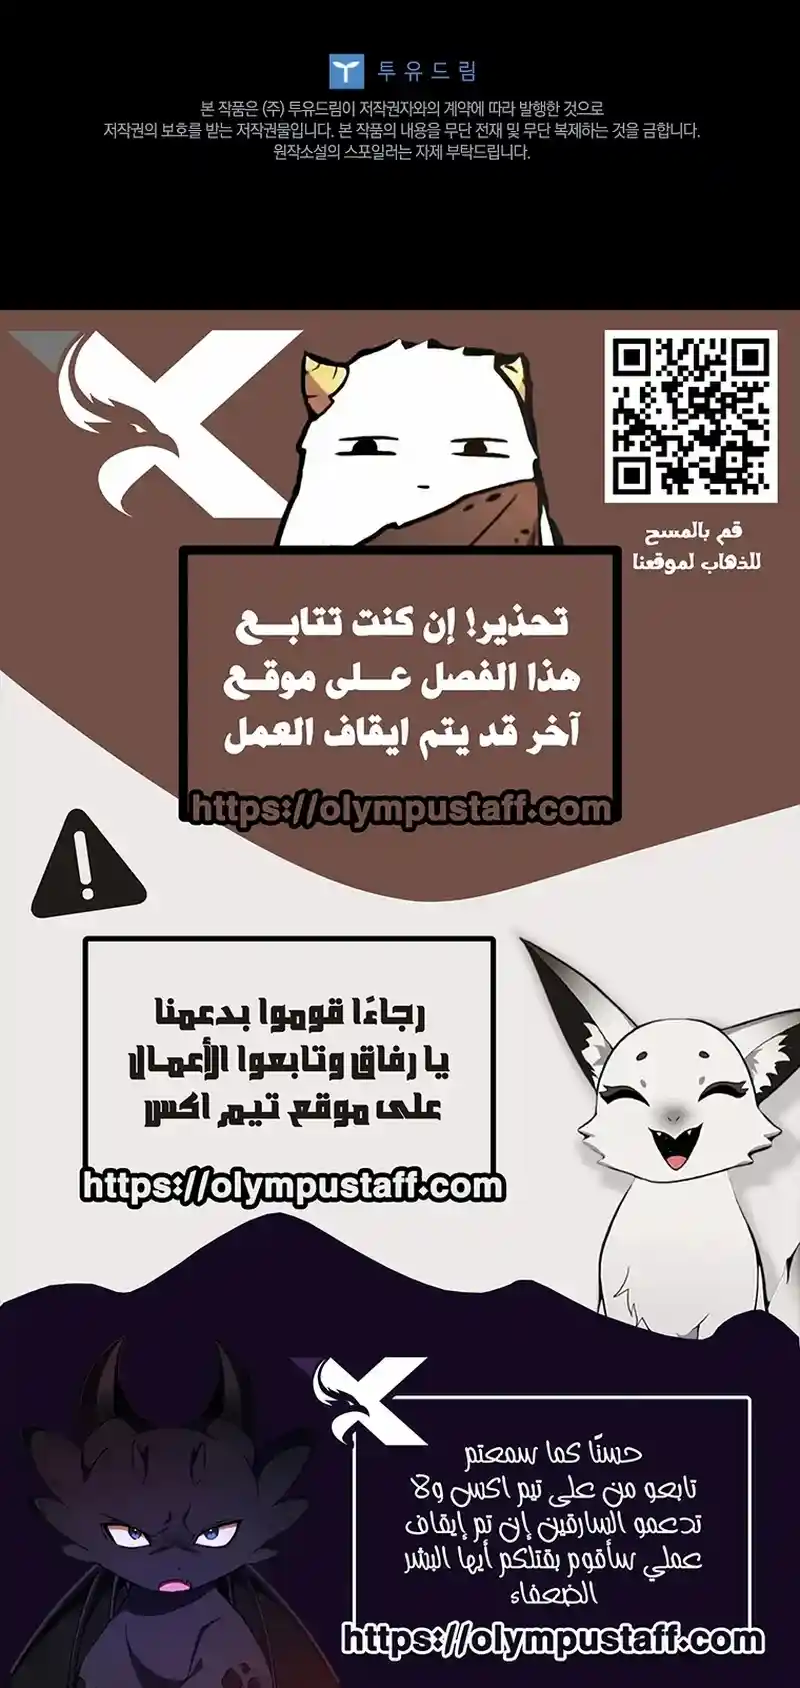 투유드림
본 작품은 (주) 투유드림이 저작권자와의 계약에 따라 발행한 것으로
저작권의 보호를 받는 저작권물입니다. 본 작품의 내용을 무단 전재 및 무단 복제하는 것을 금합니다.
원작소설의 스포일러는 자제 부탁드립니다.
قم بالمسح
للذهاب لموقعنا
تحذير! إن كنت تتابع
هذا الفصل على موقع
آخر قد يتم ايقاف العمل
https://olympustaff.com
رجاءًا قوموا بدعمنا
يا رفاق وتابعوا الأعمال
على موقع تيم اكس
https://olympustaff.com
حسنًا كما سمعتم
تابعو من على تيم اكس ولا
تدعمو السارقين إن تم إيقاف
عملي سأقوم بقتلكم أيها البشر
الضعفاء
https://olympustaff.com